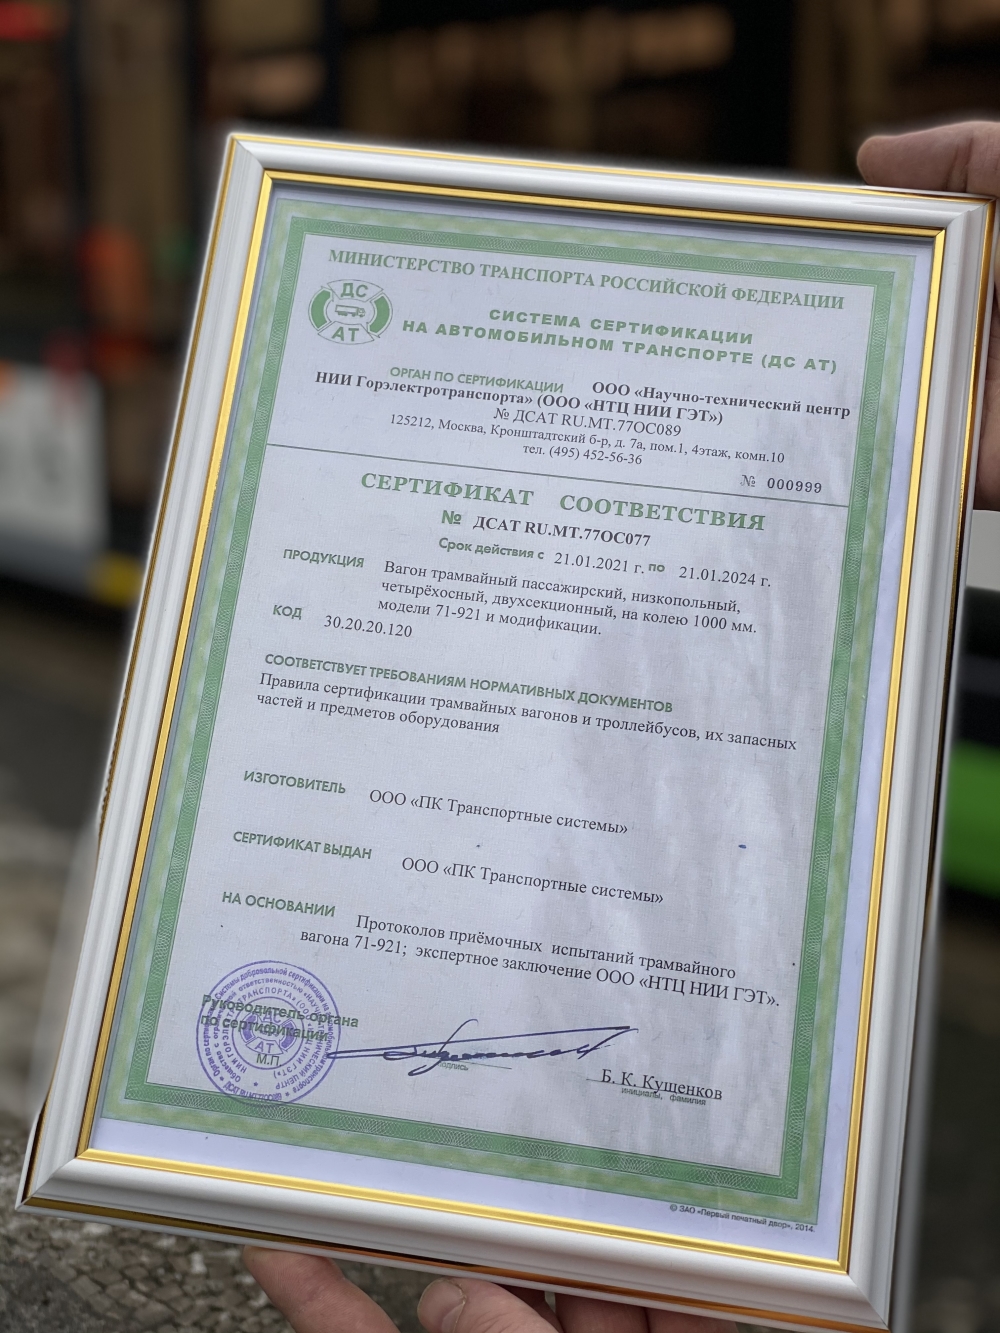 МИНИСТЕРСТВО ТРАНСПОРТА РОССИЙСКОЙ ФЕДЕРАЦИИ
ДС
АТ
СИСТЕМА СЕРТИФИКАЦИИ
НА АВТОМОБИЛЬНОМ ТРАНСПОРТЕ (ДС АТ)
ОРГАН ПО СЕРТИФИКАЦИИ ООО «Научно-технический центр
НИИ Горэлектротранспорта» (ООО «НТЦ НИИ ГЭТ»)
№ ДСАТ RU.МТ.77ОС089
125212, Москва, Кронштадтский б-р, д. 7а, пом.1, 4этаж, комн.10
тел. (495) 452-56-36
№ 000999
СЕРТИФИКАТ СООТВЕТСТВИЯ
№ ДСАТ RU.МТ.77ОС077
Срок действия с 21.01.2021 г. по 21.01.2024 г.
ПРОДУКЦИЯ Вагон трамвайный пассажирский, низкопольный,
четырёхосный, двухсекционный, на колею 1000 мм.
модели 71-921 и модификации.
КОД 30.20.20.120
СООТВЕТСТВУЕТ ТРЕБОВАНИЯМ НОРМАТИВНЫХ ДОКУМЕНТОВ
Правила сертификации трамвайных вагонов и троллейбусов, их запасных
частей и предметов оборудования
ИЗГОТОВИТЕЛЬ ООО «ПК Транспортные системы»
СЕРТИФИКАТ ВЫДАН ООО «ПК Транспортные системы»
НА ОСНОВАНИИ Протоколов приёмочных испытаний трамвайного
вагона 71-921; экспертное заключение ООО «НТЦ НИИ ГЭТ».
Руководитель органа
по сертификации
М.П.
АТ
подпись
Б. К. Кущенков
инициалы, фамилия
© ЗАО «Первый печатный двор», 2014.